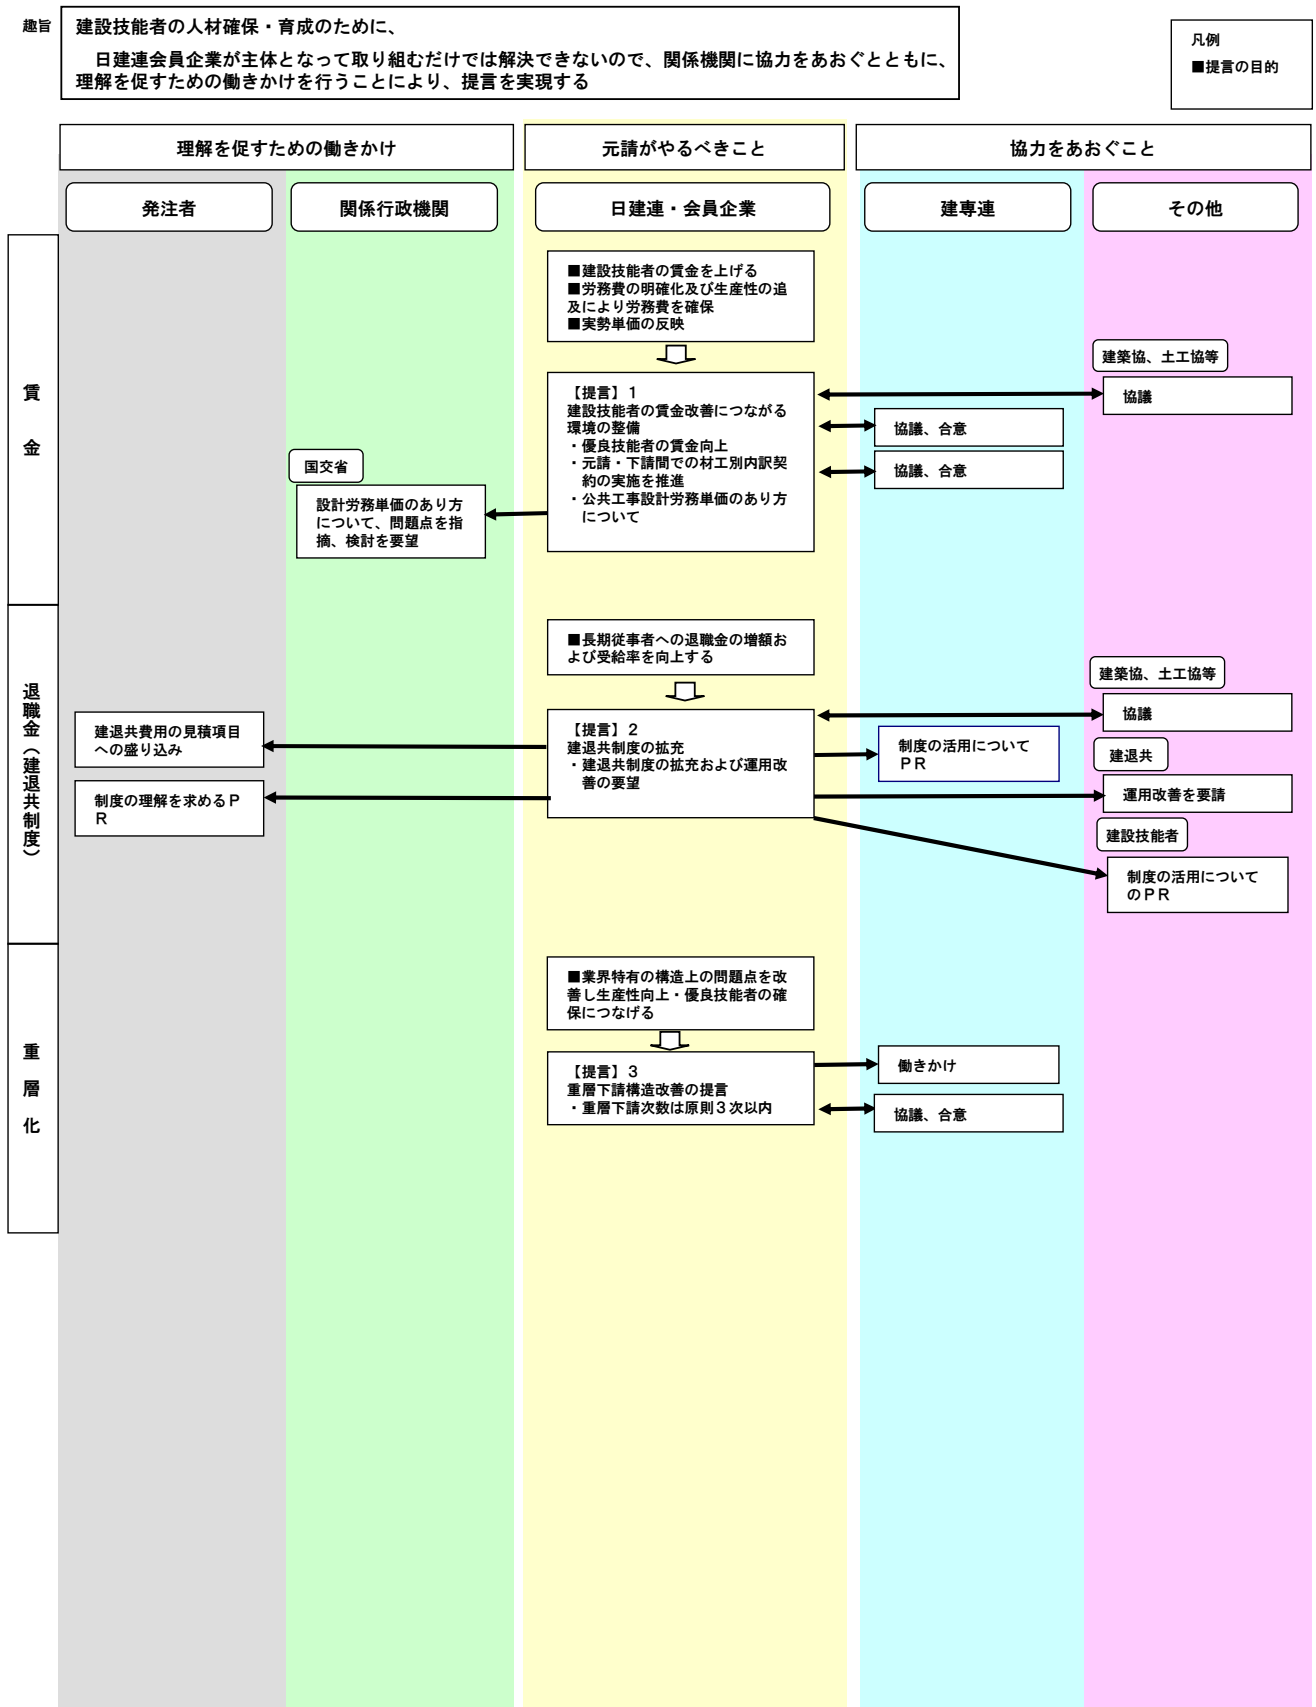 趣旨
建設技能者の人材確保・育成のために、
日建連会員企業が主体となって取り組むだけでは解決できないので、関係機関に協力をあおぐとともに、
理解を促すための働きかけを行うことにより、提言を実現する
凡例
■提言の目的
理解を促すための働きかけ
元請がやるべきこと
協力をあおぐこと
発注者
関係行政機関
日建連・会員企業
建専連
その他
賃金
■建設技能者の賃金を上げる
■労務費の明確化及び生産性の追
及により労務費を確保
■実勢単価の反映
【提言】1
建設技能者の賃金改善につながる
環境の整備
・優良技能者の賃金向上
・元請・下請間での材工別内訳契
約の実施を推進
・公共工事設計労務単価のあり方
について
建築協、土工協等
協議
協議、合意
協議、合意
国交省
設計労務単価のあり方
について、問題点を指
摘、検討を要望
退職金（建退共制度）
■長期従事者への退職金の増額お
よび受給率を向上する
【提言】2
建退共制度の拡充
・建退共制度の拡充および運用改
善の要望
建退共費用の見積項目
への盛り込み
制度の理解を求めるP
R
制度の活用について
PR
建築協、土工協等
協議
建退共
運用改善を要請
建設技能者
制度の活用について
のPR
重層化
■業界特有の構造上の問題点を改
善し生産性向上・優良技能者の確
保につなげる
【提言】3
重層下請構造改善の提言
・重層下請次数は原則3次以内
働きかけ
協議、合意